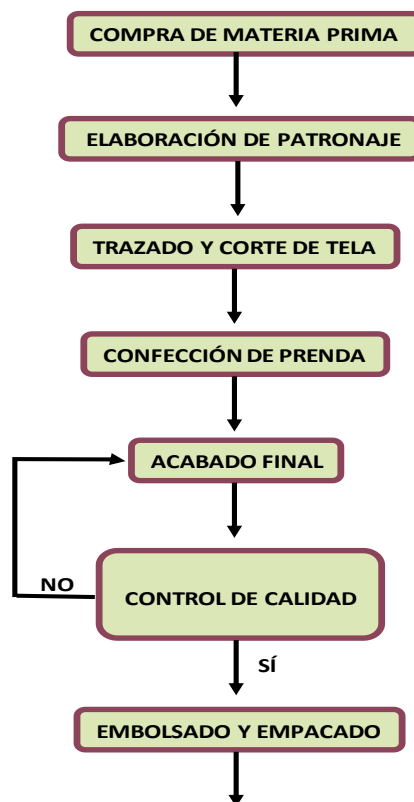 COMPRA DE MATERIA PRIMA
ELABORACIÓN DE PATRONAJE
TRAZADO Y CORTE DE TELA
CONFECCIÓN DE PRENDA
ACABADO FINAL
NO
CONTROL DE CALIDAD
SÍ
EMBOLSADO Y EMPACADO